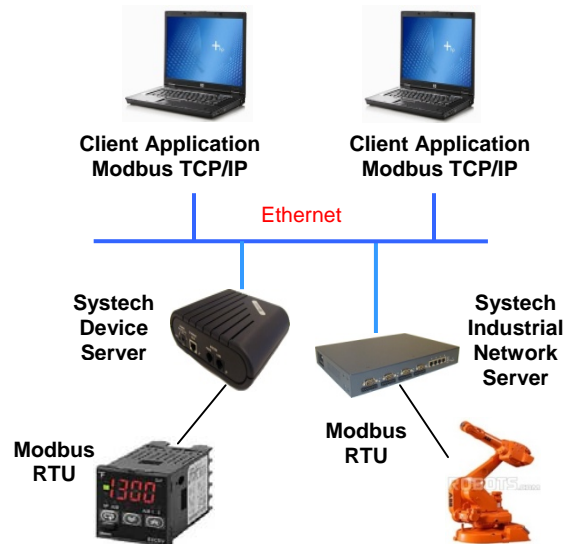 Client Application
Modbus TCP/IP
Client Application
Modbus TCP/IP
Ethernet
Systech
Device
Server
Systech
Industrial
Network
Server
Modbus
RTU
Modbus
RTU
1300
ROBOTS